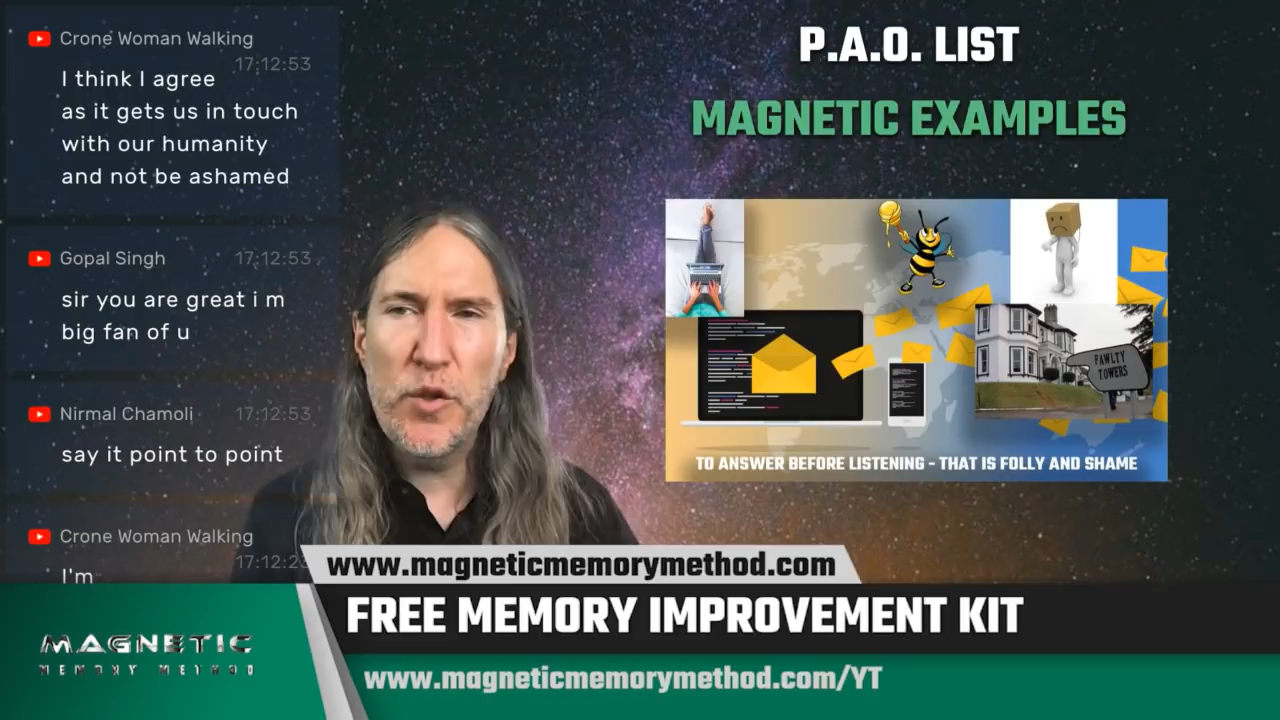 Crone Woman Walking
17:12:53
I think I agree
as it gets us in touch
with our humanity
and not be ashamed
Gopal Singh 17:12:53
sir you are great i m
big fan of u
Nirmal Chamoli 17:12:53
say it point to point
Crone Woman Walking
I'm
P.A.O. LIST
MAGNETIC EXAMPLES
FAWLTY
TOWERS
TO ANSWER BEFORE LISTENING - THAT IS FOLLY AND SHAME
www.magneticmemorymethod.com
FREE MEMORY IMPROVEMENT KIT
MAGNETIC
MEMORY METHOD
www.magneticmemorymethod.com/YT